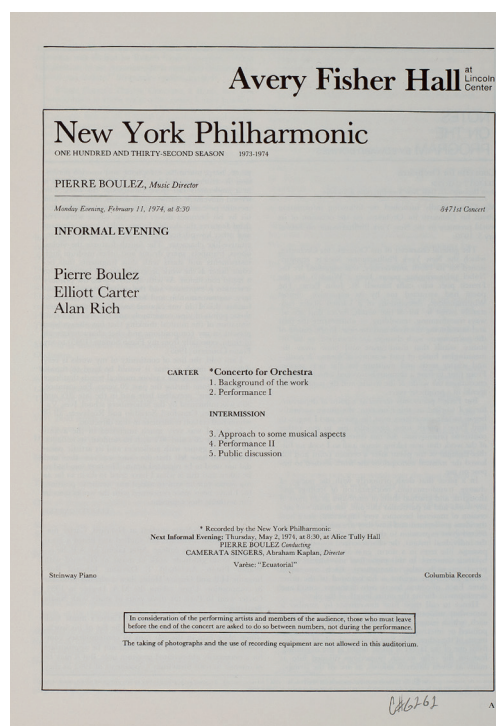 Avery Fisher Hall at Lincoln Center
New York Philharmonic
ONE HUNDRED AND THIRTY-SECOND SEASON 1973-1974
PIERRE BOULEZ, Music Director
Monday Evening, February 11, 1974, at 8:30 8471st Concert
INFORMAL EVENING
Pierre Boulez
Elliott Carter
Alan Rich
CARTER *Concerto for Orchestra
1. Background of the work
2. Performance I
INTERMISSION
3. Approach to some musical aspects
4. Performance II
5. Public discussion
* Recorded by the New York Philharmonic
Next Informal Evening: Thursday, May 2, 1974, at 8:30, at Alice Tully Hall
PIERRE BOULEZ Conducting
CAMERATA SINGERS, Abraham Kaplan, Director
Varèse: "Ecuatorial"
Steinway Piano Columbia Records
In consideration of the performing artists and members of the audience, those who must leave
before the end of the concert are asked to do so between numbers, not during the performance.
The taking of photographs and the use of recording equipment are not allowed in this auditorium.
A